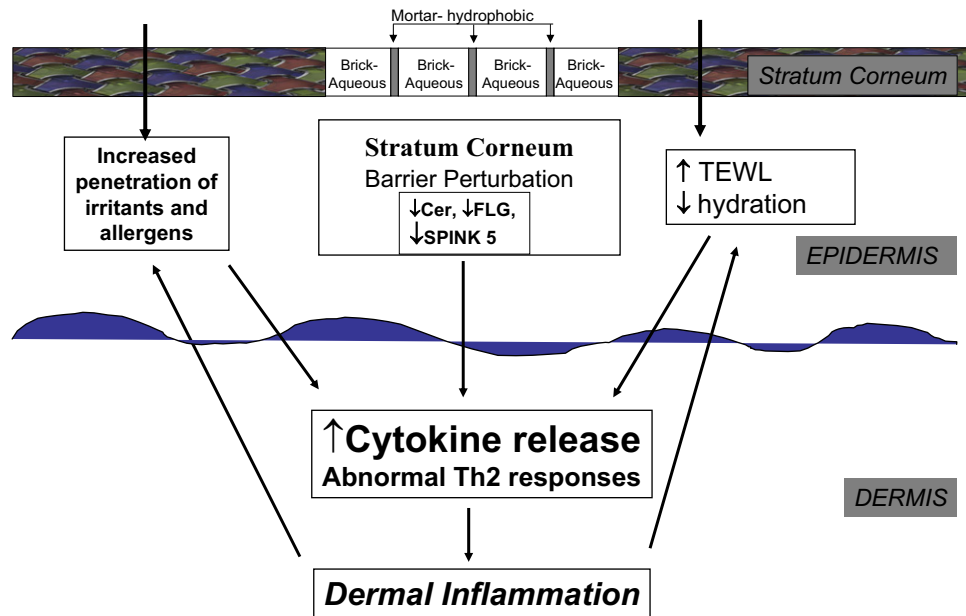 Mortar- hydrophobic
Brick-
Aqueous
Brick-
Aqueous
Brick-
Aqueous
Brick-
Aqueous
Stratum Corneum
Increased
penetration of
irritants and
allergens
Stratum Corneum
Barrier Perturbation
↓Cer, ↓FLG,
↓SPINK 5
↑ TEWL
↓ hydration
EPIDERMIS
↑Cytokine release
Abnormal Th2 responses
DERMIS
Dermal Inflammation